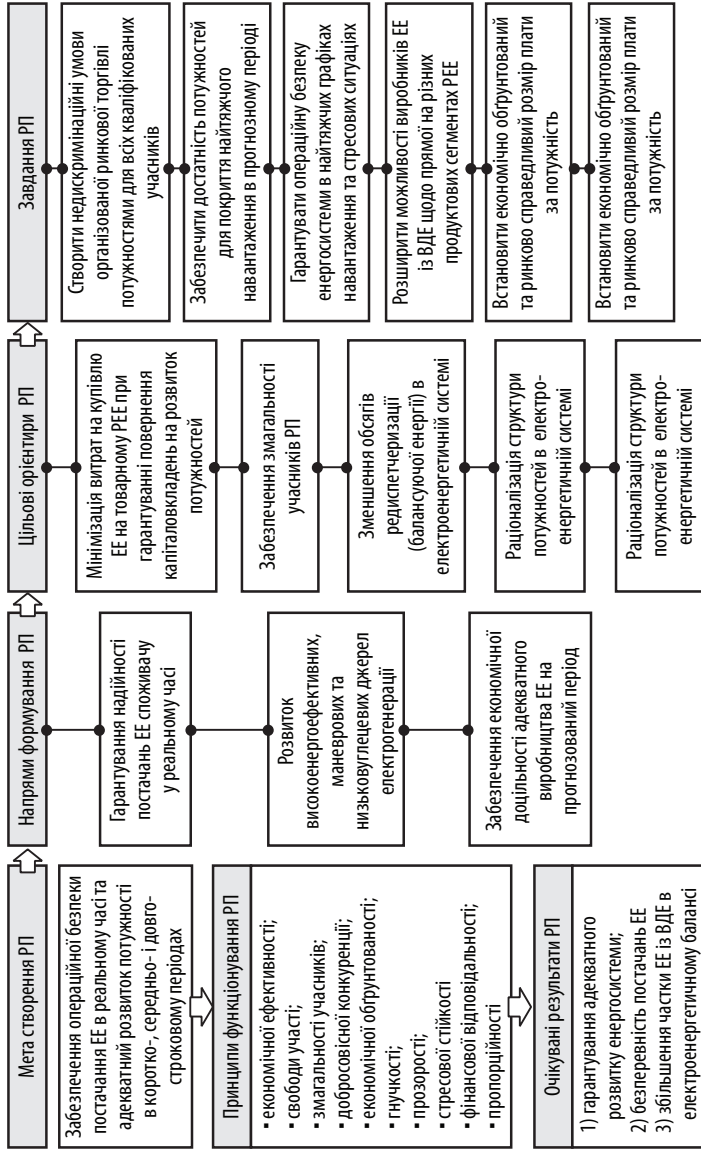 Мета створення РП
Забезпечення операційної безпеки
постачання ЕЕ в реальному часі та
адекватний розвиток потужності
в коротко-, середньо- і довго-
строковому періодах
Принципи функціонування РП
▪ економічної ефективності;
▪ свободи участі;
▪ змагальності учасників;
▪ добросовісної конкуренції;
▪ економічної обґрунтованості;
▪ гнучкості;
▪ прозорості;
▪ стресової стійкості
▪ фінансової відповідальності;
▪ пропорційності
Очікувані результати РП
1) гарантування адекватного
розвитку енергосистеми;
2) безперевність постачань ЕЕ
3) збільшення частки ЕЕ із ВДЕ в
електроенергетичному балансі
Напрями формування РП
Гарантування надійності
постачань ЕЕ споживачу
у реальному часі
Розвиток
високоенергоефективних,
маневрових та
низьковуглецевих джерел
електрогенерації
Забезпечення економічної
доцільності адекватного
виробництва ЕЕ на
прогнозований період
Цільові орієнтири РП
Мінімізація витрат на купівлю
ЕЕ на товарному РЕЕ при
гарантуванні повернення
капіталовкладень на розвиток
потужностей
Забезпечення змагальності
учасників РП
Зменшення обсягів
редиспетчеризації
(балансуючої енергії) в
електроенергетичній системі
Раціоналізація структури
потужностей в електро-
енергетичній системі
Раціоналізація структури
потужностей в електро-
енергетичній системі
Завдання РП
Створити недискримінаційні умови
організованої ринкової торгівлі
потужностями для всіх кваліфікованих
учасників
Забезпечити достатність потужностей
для покриття найтяжчого
навантаження в прогнозному періоді
Гарантувати операційну безпеку
енергосистеми в найтяжчих графіках
навантаження та стресових ситуаціях
Розширити можливості виробників ЕЕ
із ВДЕ щодо прямої на різних
продуктових сегментах РЕЕ
Встановити економічно обґрунтований
та ринково справедливий розмір плати
за потужність
Встановити економічно обґрунтований
та ринково справедливий розмір плати
за потужність